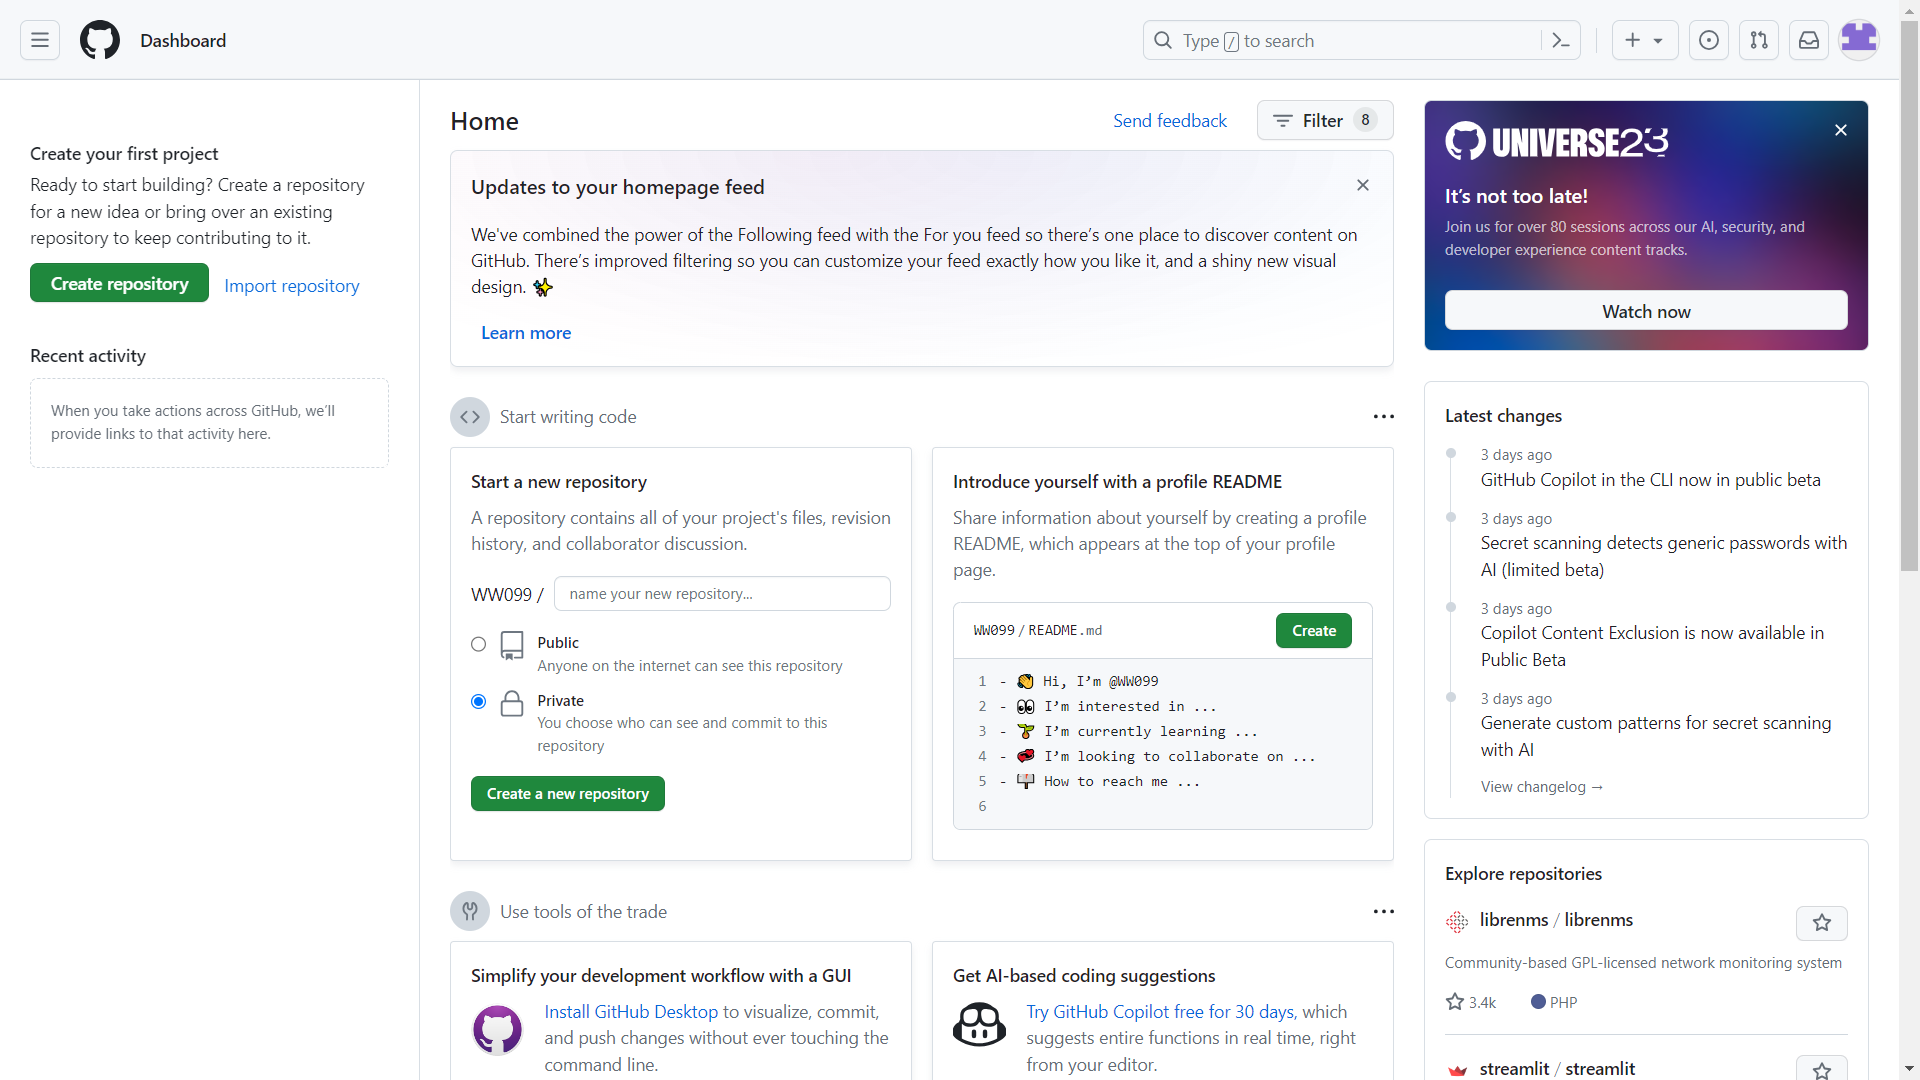 Dashboard
Type / to search
Create your first project
Ready to start building? Create a repository
for a new idea or bring over an existing
repository to keep contributing to it.
Create repository
Import repository
Recent activity
When you take actions across GitHub, we'll
provide links to that activity here.
Home
Send feedback
Filter 8
Updates to your homepage feed
We've combined the power of the Following feed with the For you feed so there's one place to discover content on
GitHub. There's improved filtering so you can customize your feed exactly how you like it, and a shiny new visual
design. ✨
Learn more
Start writing code
Start a new repository
A repository contains all of your project's files, revision
history, and collaborator discussion.
WW099 / name your new repository...
Public
Anyone on the internet can see this repository
Private
You choose who can see and commit to this
repository
Create a new repository
Introduce yourself with a profile README
Share information about yourself by creating a profile
README, which appears at the top of your profile
page.
WW099 / README.md
Create
1 - 👋 Hi, I'm @WW099
2 - 👀 I'm interested in ...
3 - 🌱 I'm currently learning ...
4 - 💞️ I'm looking to collaborate on ...
5 - 📫 How to reach me ...
6
Use tools of the trade
Simplify your development workflow with a GUI
Install GitHub Desktop to visualize, commit,
and push changes without ever touching the
command line.
Get AI-based coding suggestions
Try GitHub Copilot free for 30 days, which
suggests entire functions in real time, right
from your editor.
UNIVERSE23
It's not too late!
Join us for over 80 sessions across our AI, security, and
developer experience content tracks.
Watch now
Latest changes
3 days ago
GitHub Copilot in the CLI now in public beta
3 days ago
Secret scanning detects generic passwords with
AI (limited beta)
3 days ago
Copilot Content Exclusion is now available in
Public Beta
3 days ago
Generate custom patterns for secret scanning
with AI
View changelog →
Explore repositories
librenms / librenms
Community-based GPL-licensed network monitoring system
3.4k
PHP
streamlit / streamlit